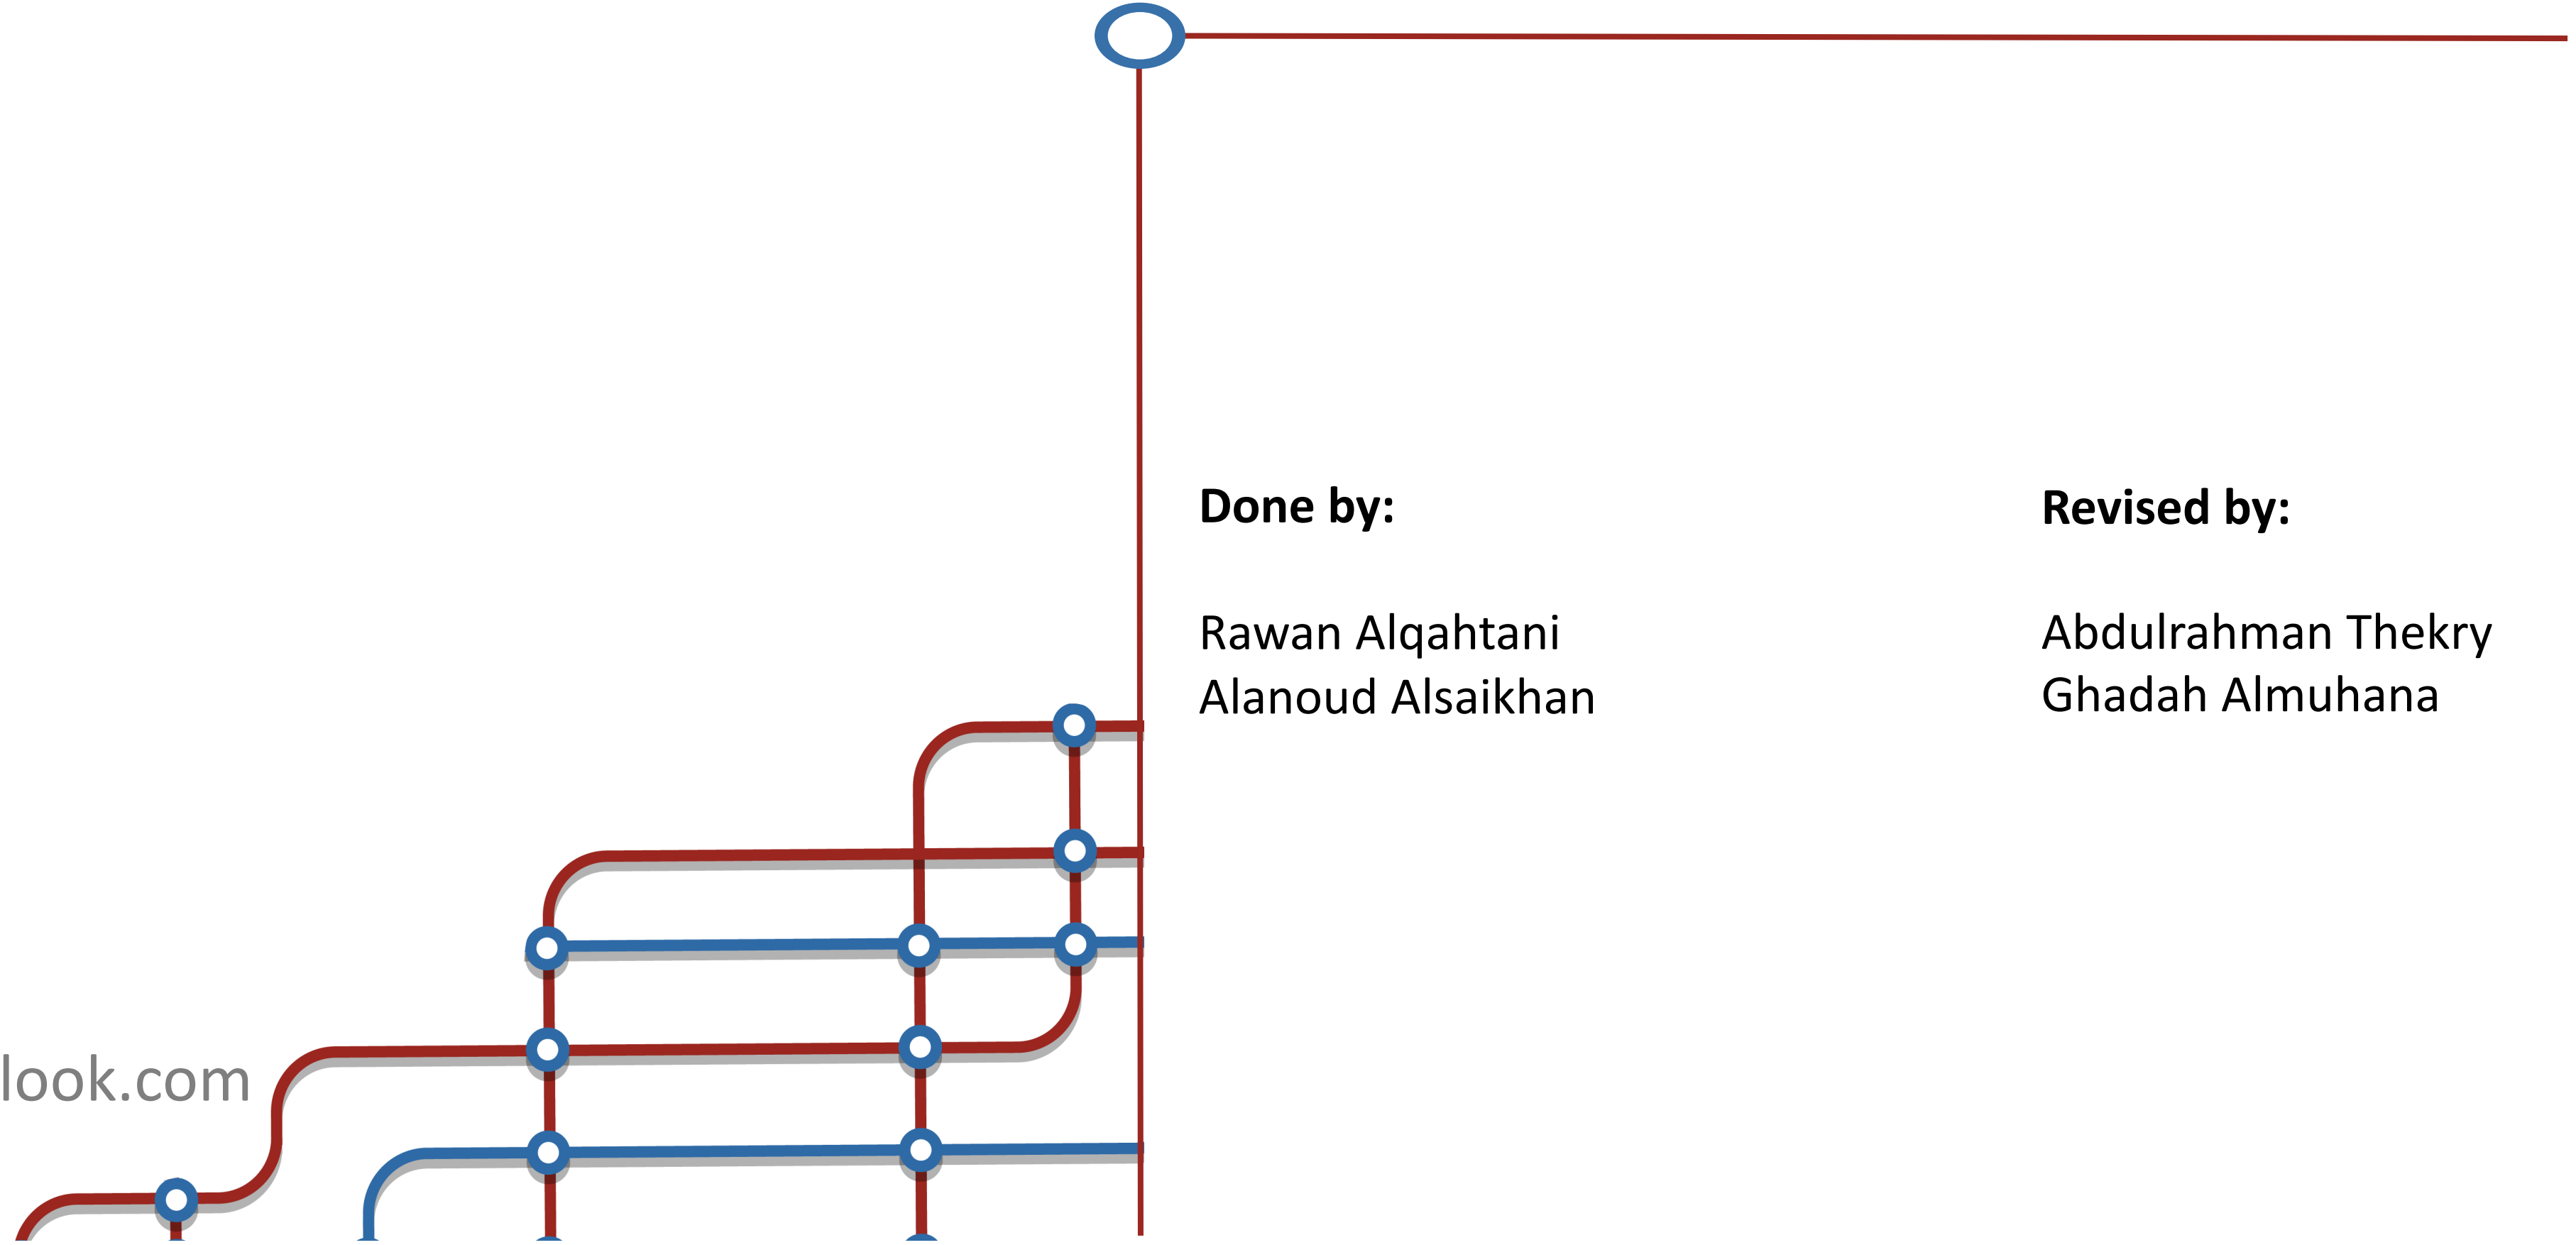 Done by:
Rawan Alqahtani
Alanoud Alsaikhan
Revised by:
Abdulrahman Thekry
Ghadah Almuhana
look.com